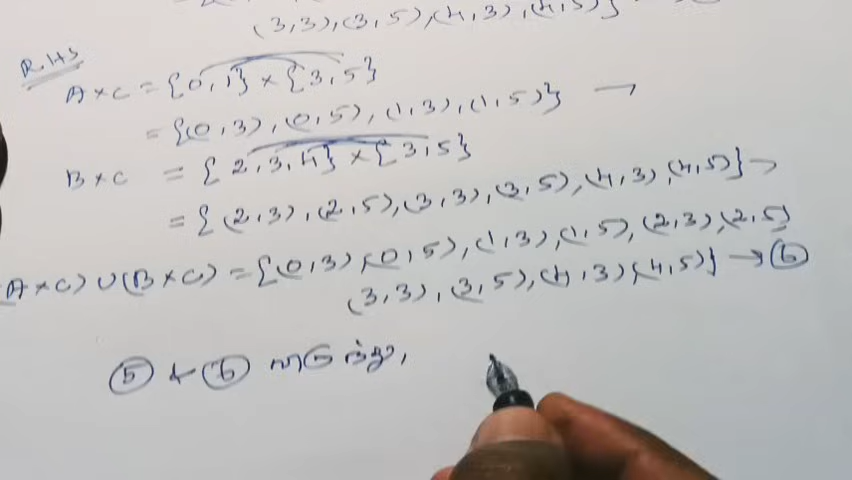 (3,3),(3,5),(4,3),(4,5)}
R.H.S
A×C = {0,1} × {3,5}
= {(0,3),(0,5),(1,3),(1,5)} →
B×C = {2,3,4} × {3,5}
= {(2,3),(2,5),(3,3),(3,5),(4,3),(4,5)} →
(A×C) ∪ (B×C) = {(0,3),(0,5),(1,3),(1,5),(2,3),(2,5)
(3,3),(3,5),(4,3),(4,5)} → ⑥
⑤ & ⑥